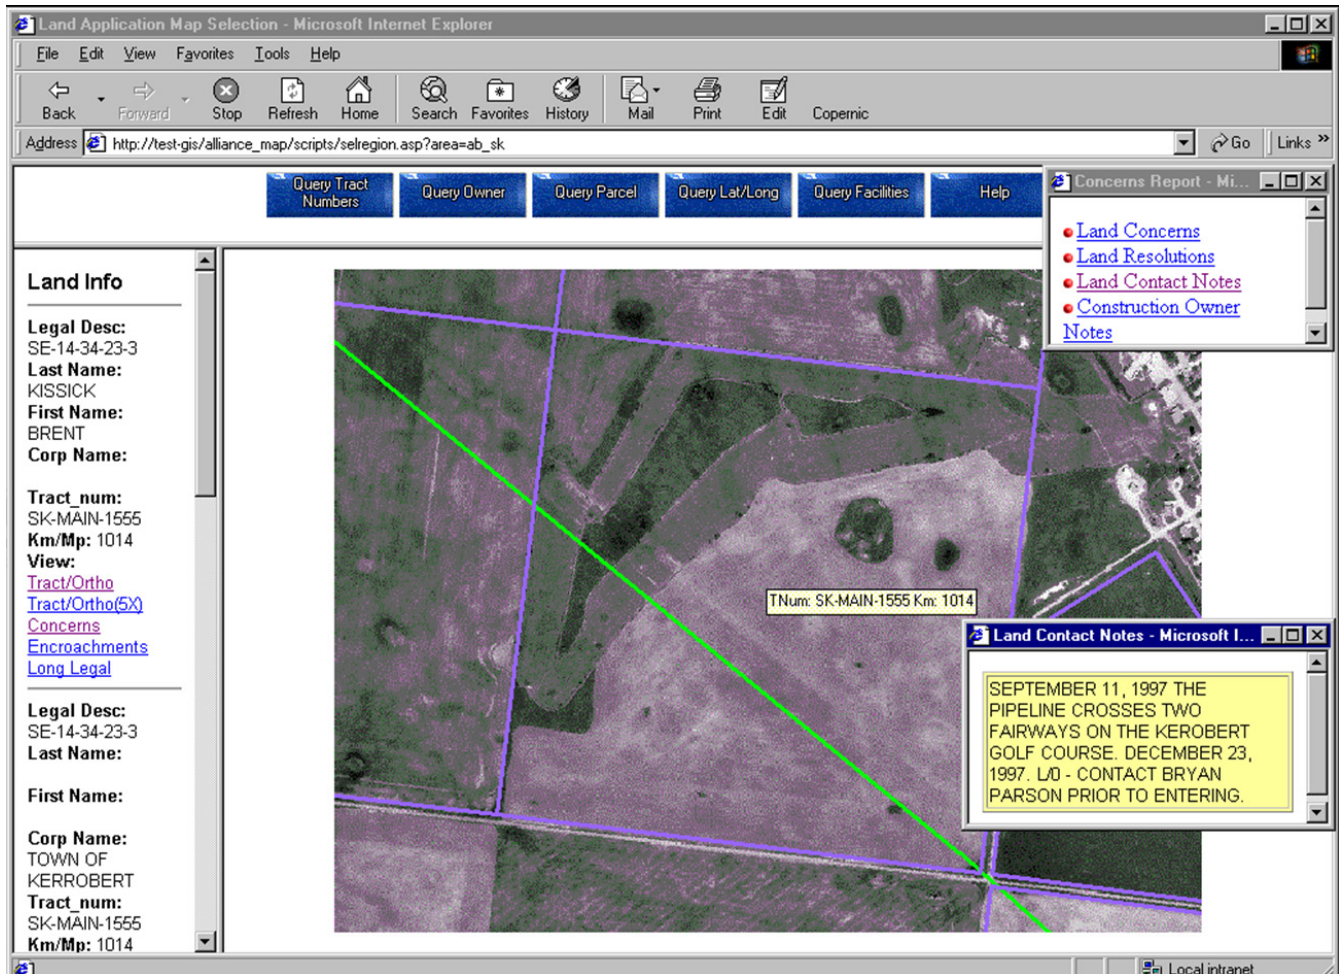 Land Application Map Selection - Microsoft Internet Explorer
File Edit View Favorites Tools Help
Back Forward Stop Refresh Home Search Favorites History Mail Print Edit Copernic
Address http://test-gis/alliance_map/scripts/selregion.asp?area=ab_sk Go Links »
Query Tract
Numbers
Query Owner
Query Parcel
Query Lat/Long
Query Facilities
Help
Concerns Report - Mi...
Land Concerns
Land Resolutions
Land Contact Notes
Construction Owner
Notes
Land Info
Legal Desc:
SE-14-34-23-3
Last Name:
KISSICK
First Name:
BRENT
Corp Name:
Tract_num:
SK-MAIN-1555
Km/Mp: 1014
View:
Tract/Ortho
Tract/Ortho(5X)
Concerns
Encroachments
Long Legal
Legal Desc:
SE-14-34-23-3
Last Name:
First Name:
Corp Name:
TOWN OF
KERROBERT
Tract_num:
SK-MAIN-1555
Km/Mp: 1014
TNum: SK-MAIN-1555 Km: 1014
Land Contact Notes - Microsoft I...
SEPTEMBER 11, 1997 THE
PIPELINE CROSSES TWO
FAIRWAYS ON THE KEROBERT
GOLF COURSE. DECEMBER 23,
1997. L/0 - CONTACT BRYAN
PARSON PRIOR TO ENTERING.
Local intranet